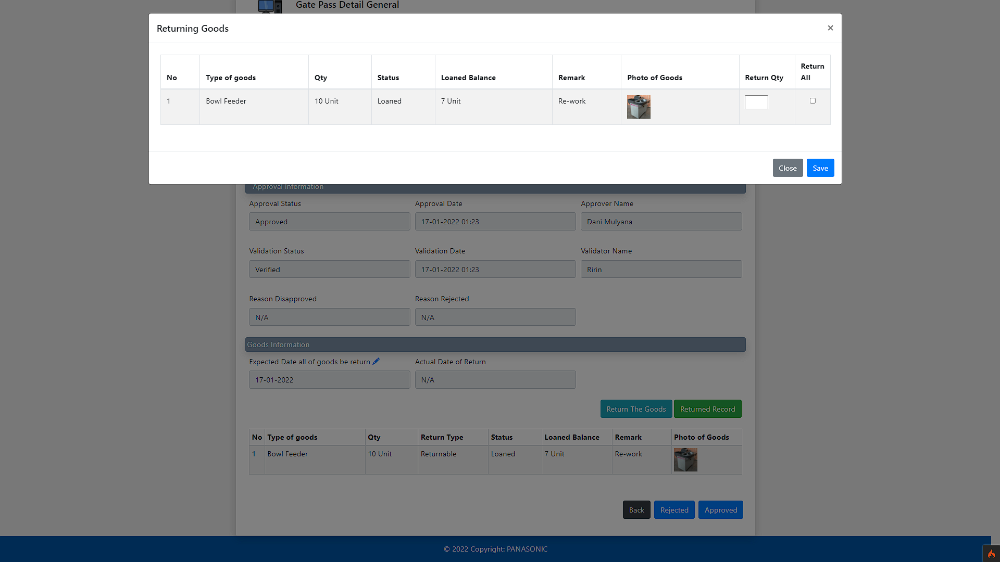 Gate Pass Detail General
Returning Goods ×
No Type of goods Qty Status Loaned Balance Remark Photo of Goods Return Qty Return All
1 Bowl Feeder 10 Unit Loaned 7 Unit Re-work
Close Save
Approval Information
Approval Status Approval Date Approver Name
Approved 17-01-2022 01:23 Dani Mulyana
Validation Status Validation Date Validator Name
Verified 17-01-2022 01:23 Ririn
Reason Disapproved Reason Rejected
N/A N/A
Goods Information
Expected Date all of goods be return Actual Date of Return
17-01-2022 N/A
Return The Goods Returned Record
No Type of goods Qty Return Type Status Loaned Balance Remark Photo of Goods
1 Bowl Feeder 10 Unit Returnable Loaned 7 Unit Re-work
Back Rejected Approved
© 2022 Copyright: PANASONIC